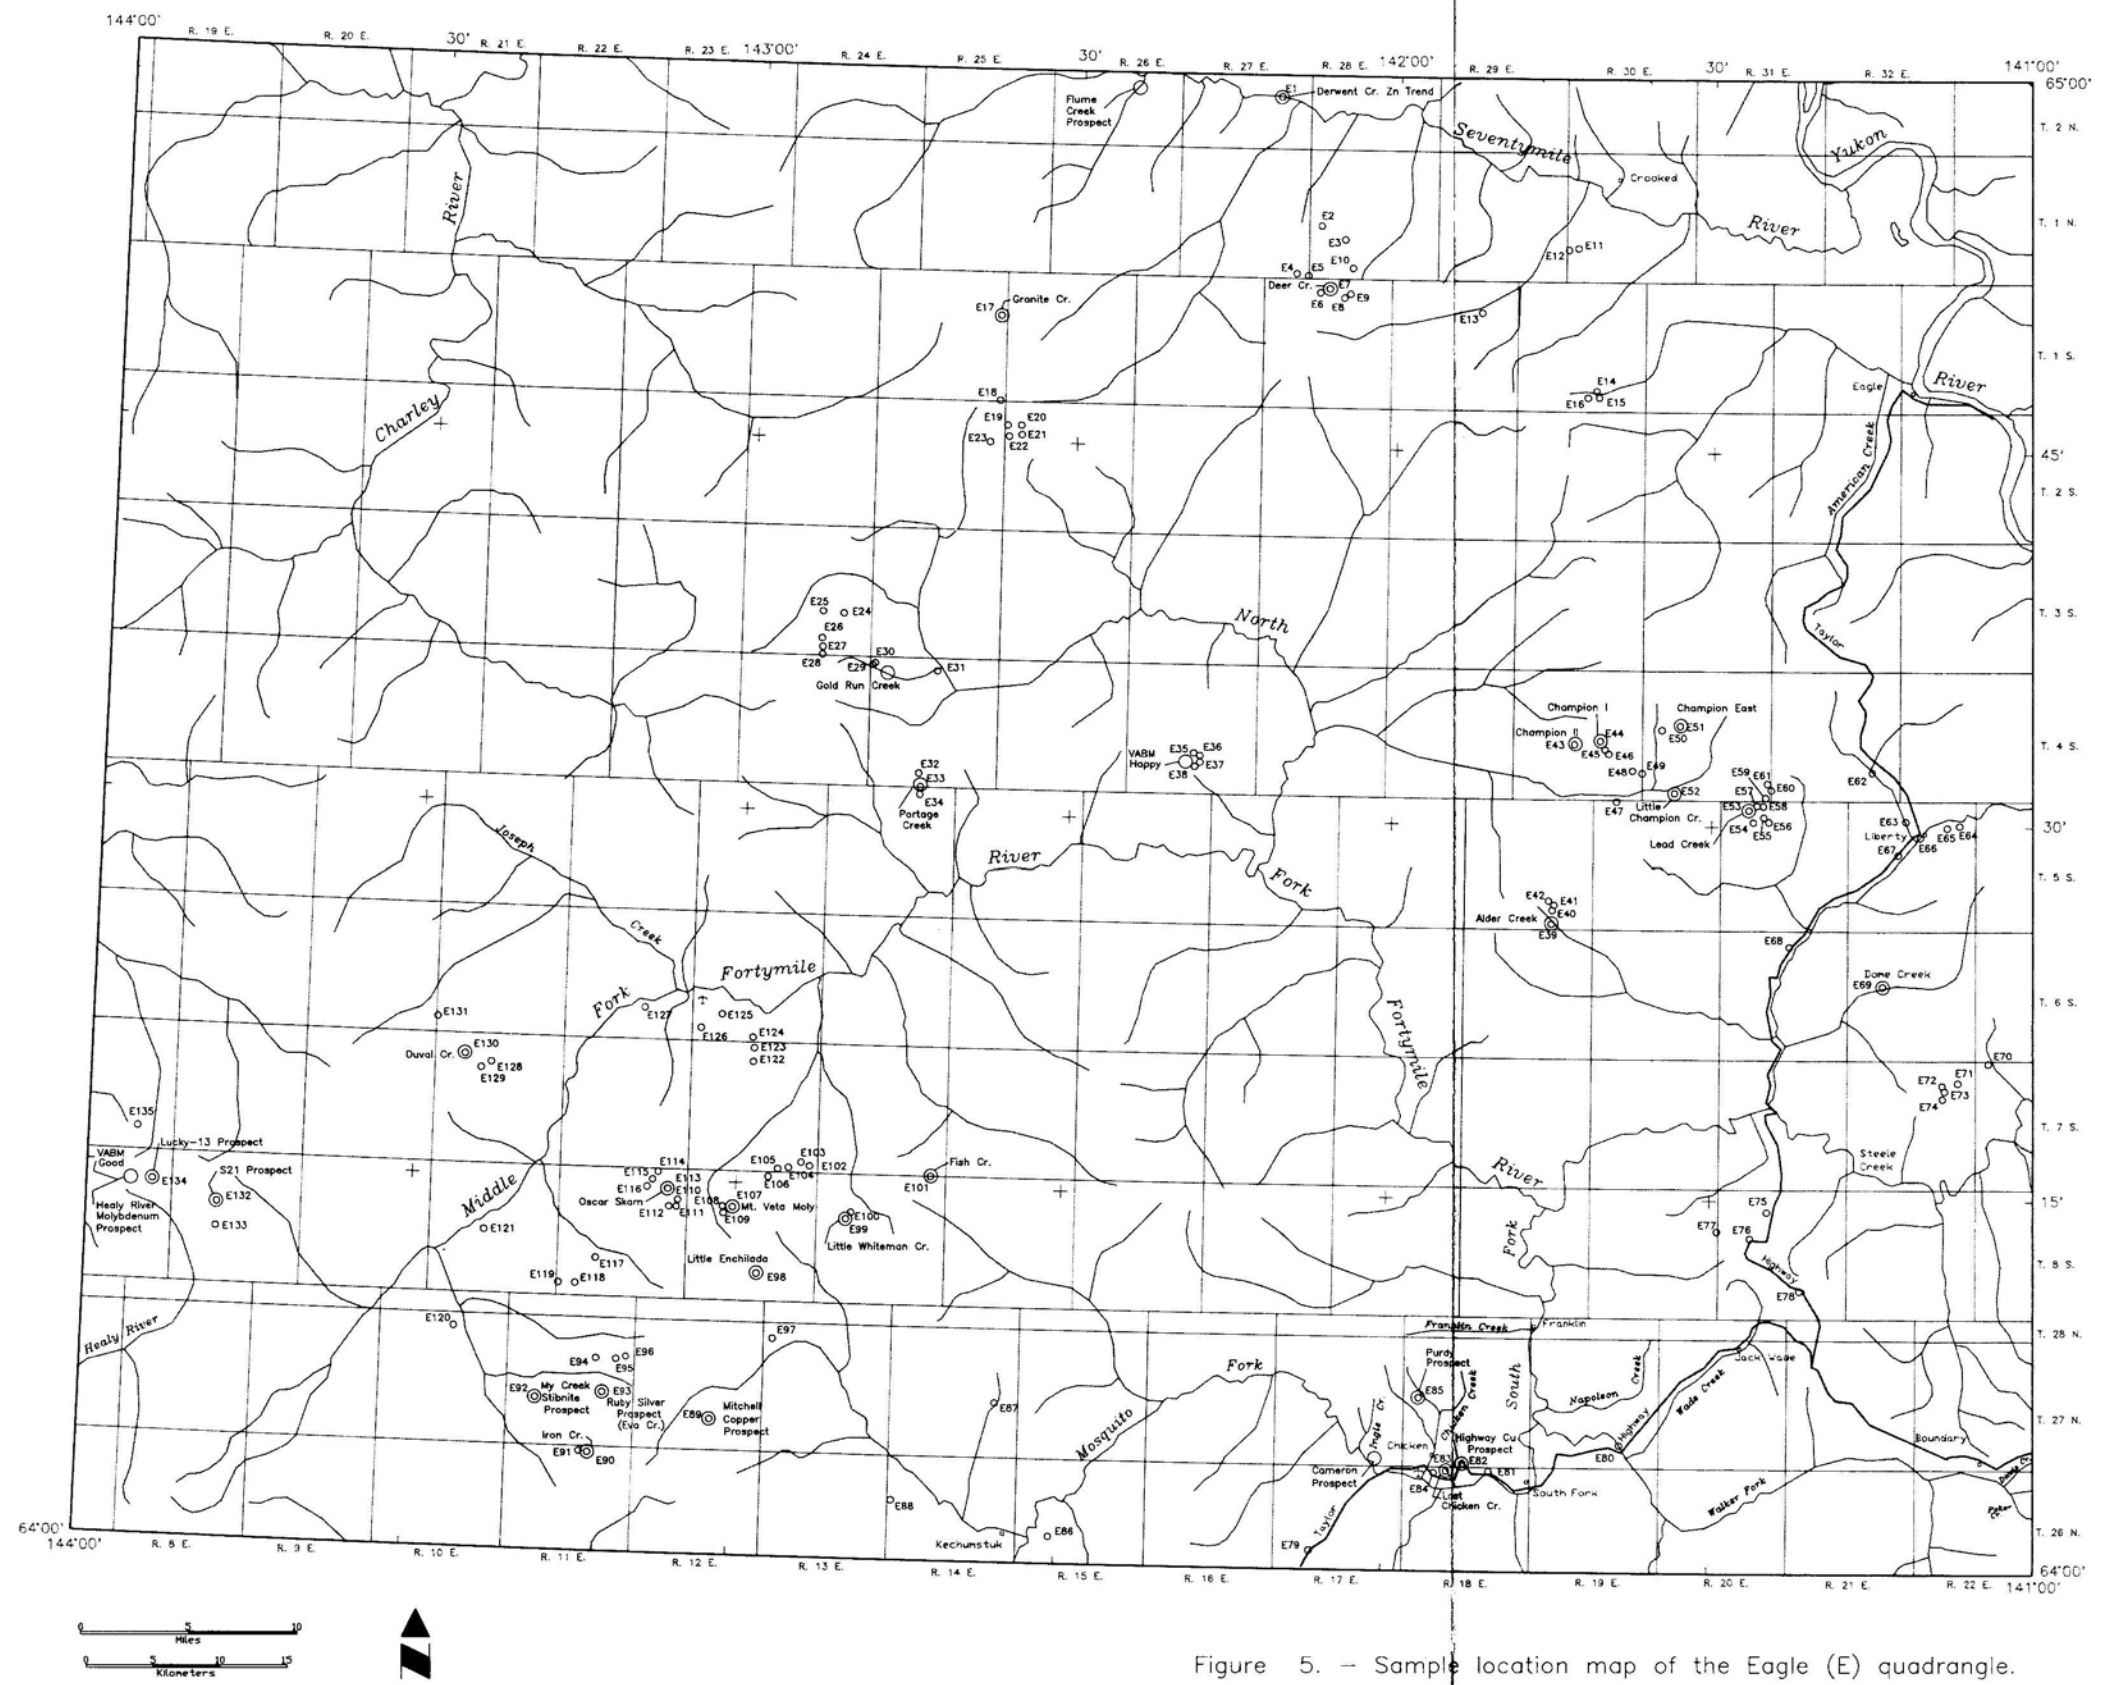 144°00'
R. 19 E.
R. 20 E.
30'
R. 21 E.
R. 22 E.
R. 23 E.
143°00'
R. 24 E.
R. 25 E.
30'
R. 26 E.
R. 27 E.
R. 28 E.
142°00'
R. 29 E.
R. 30 E.
30'
R. 31 E.
R. 32 E.
141°00'
65°00'
Flume
Creek
Prospect
E1
Derwent Cr. Zn Trend
T. 2 N.
Seventymile
Yukon
Crooked
River
E2
T. 1 N.
River
E3
E11
E12
E10
E4
E5
Deer Cr.
E7
E6
E8
E9
Granite Cr.
E17
E13
T. 1 S.
Eagle
River
E14
E16
E15
E18
Charley
E19
E20
E23
E21
E22
45'
American Creek
T. 2 S.
E25
E24
T. 3 S.
North
E26
E27
E28
E30
E29
E31
Gold Run Creek
Taylor
Champion I
Champion East
Champion II
E44
E51
E50
E43
E45
E46
T. 4 S.
VABM
Happy
E35
E36
E37
E38
E32
E33
E34
Portage
Creek
E48
E49
E52
E47
Little
Champion Cr.
E59
E61
E60
E57
E53
E58
E54
E55
E56
Lead Creek
E62
E63
Liberty
E65
E64
E66
E67
30'
Joseph
River
Fork
T. 5 S.
Creek
E42
E41
E40
Alder Creek
E39
E68
Fortymile
Fork
Dome Creek
E69
T. 6 S.
E131
E127
E125
E126
E124
E123
E122
Fortymile
Duval Cr.
E130
E128
E129
E70
E71
E72
E73
E74
E135
T. 7 S.
Lucky-13 Prospect
VABM
Good
S21 Prospect
E134
E132
Healy River
Molybdenum
Prospect
E133
Middle
E121
E114
E115
E116
E113
E110
Oscar Skarn
E112
E111
E108
E107
Mt. Veta Moly
E109
E105
E103
E104
E102
E106
Fish Cr.
E101
E100
E99
Little Whiteman Cr.
River
Steele
Creek
15'
E75
E77
E76
Fork
E117
E119
E118
Little Enchilada
E98
Highway
T. 8 S.
E78
Healy River
E120
E97
Franklin Creek
Franklin
T. 28 N.
E94
E95
E96
Purdy
Prospect
Fork
Jack Wade
E92
My Creek
Stibnite
Prospect
E93
Ruby Silver
Prospect
(Eva Cr.)
E89
Mitchell
Copper
Prospect
E87
E85
Chicken Creek
South
Napoleon
Creek
Wade Creek
T. 27 N.
Iron Cr.
E91
E90
Mosquito
Ingle Cr.
Chicken
Highway Cu
Prospect
Highway
Boundary
Cameron
Prospect
E83
E82
E81
E84
Lost
Chicken Cr.
E80
South Fork
Walker Fork
E88
Kechumstuk
E86
Taylor
E79
T. 26 N.
64°00'
144°00'
R. 8 E.
R. 9 E.
R. 10 E.
R. 11 E.
R. 12 E.
R. 13 E.
R. 14 E.
R. 15 E.
R. 16 E.
R. 17 E.
R. 18 E.
R. 19 E.
R. 20 E.
R. 21 E.
R. 22 E.
64°00'
141°00'
0 5 10
Miles
0 5 10 15
Kilometers
N
Figure 5. – Sample location map of the Eagle (E) quadrangle.